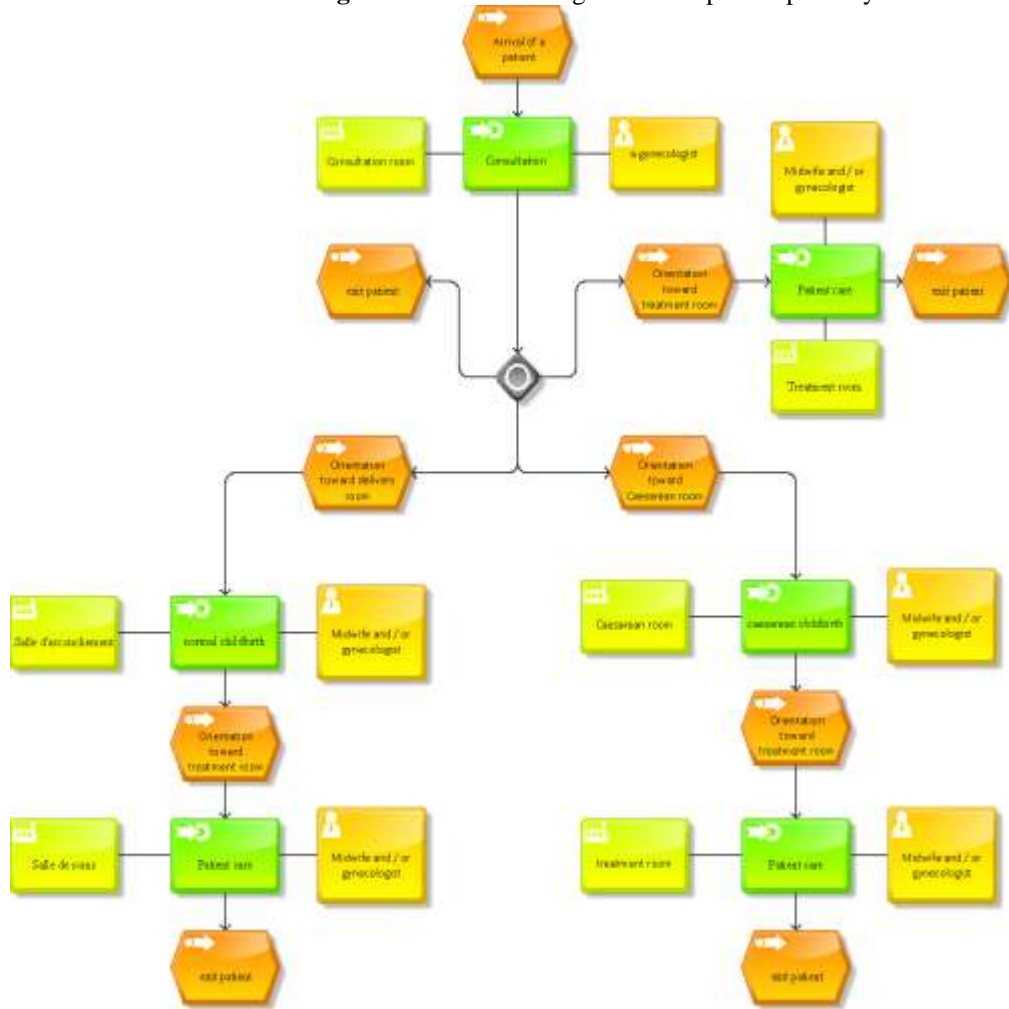 Arrival of a
patient
Consultation room
Consultation
gynecologist
Midwife and / or
gynecologist
exit patient
Orientation
toward
treatment room
Patient care
exit patient
Treatment room
Orientation
toward delivery
room
Orientation
toward
Caesarean room
Salle d'accouchement
normal childbirth
Midwife and / or
gynecologist
Caesarean room
caesarean childbirth
Midwife and / or
gynecologist
Orientation
toward
treatment room
Orientation
toward
treatment room
Salle de soins
Patient care
Midwife and / or
gynecologist
treatment room
Patient care
Midwife and / or
gynecologist
exit patient
exit patient